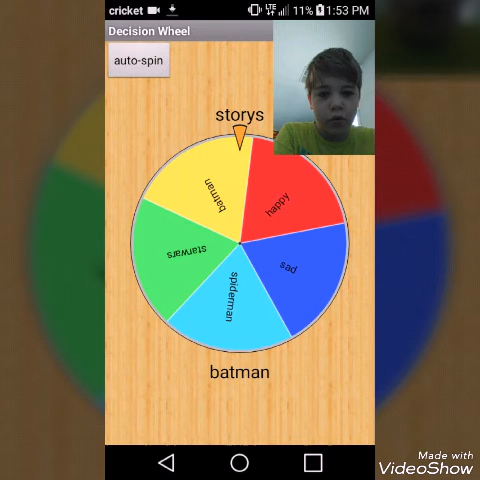 cricket LTE 11% 1:53 PM
Decision Wheel
auto-spin
storys
batman
happy
starwars
sad
spiderman
batman
Made with
VideoShow